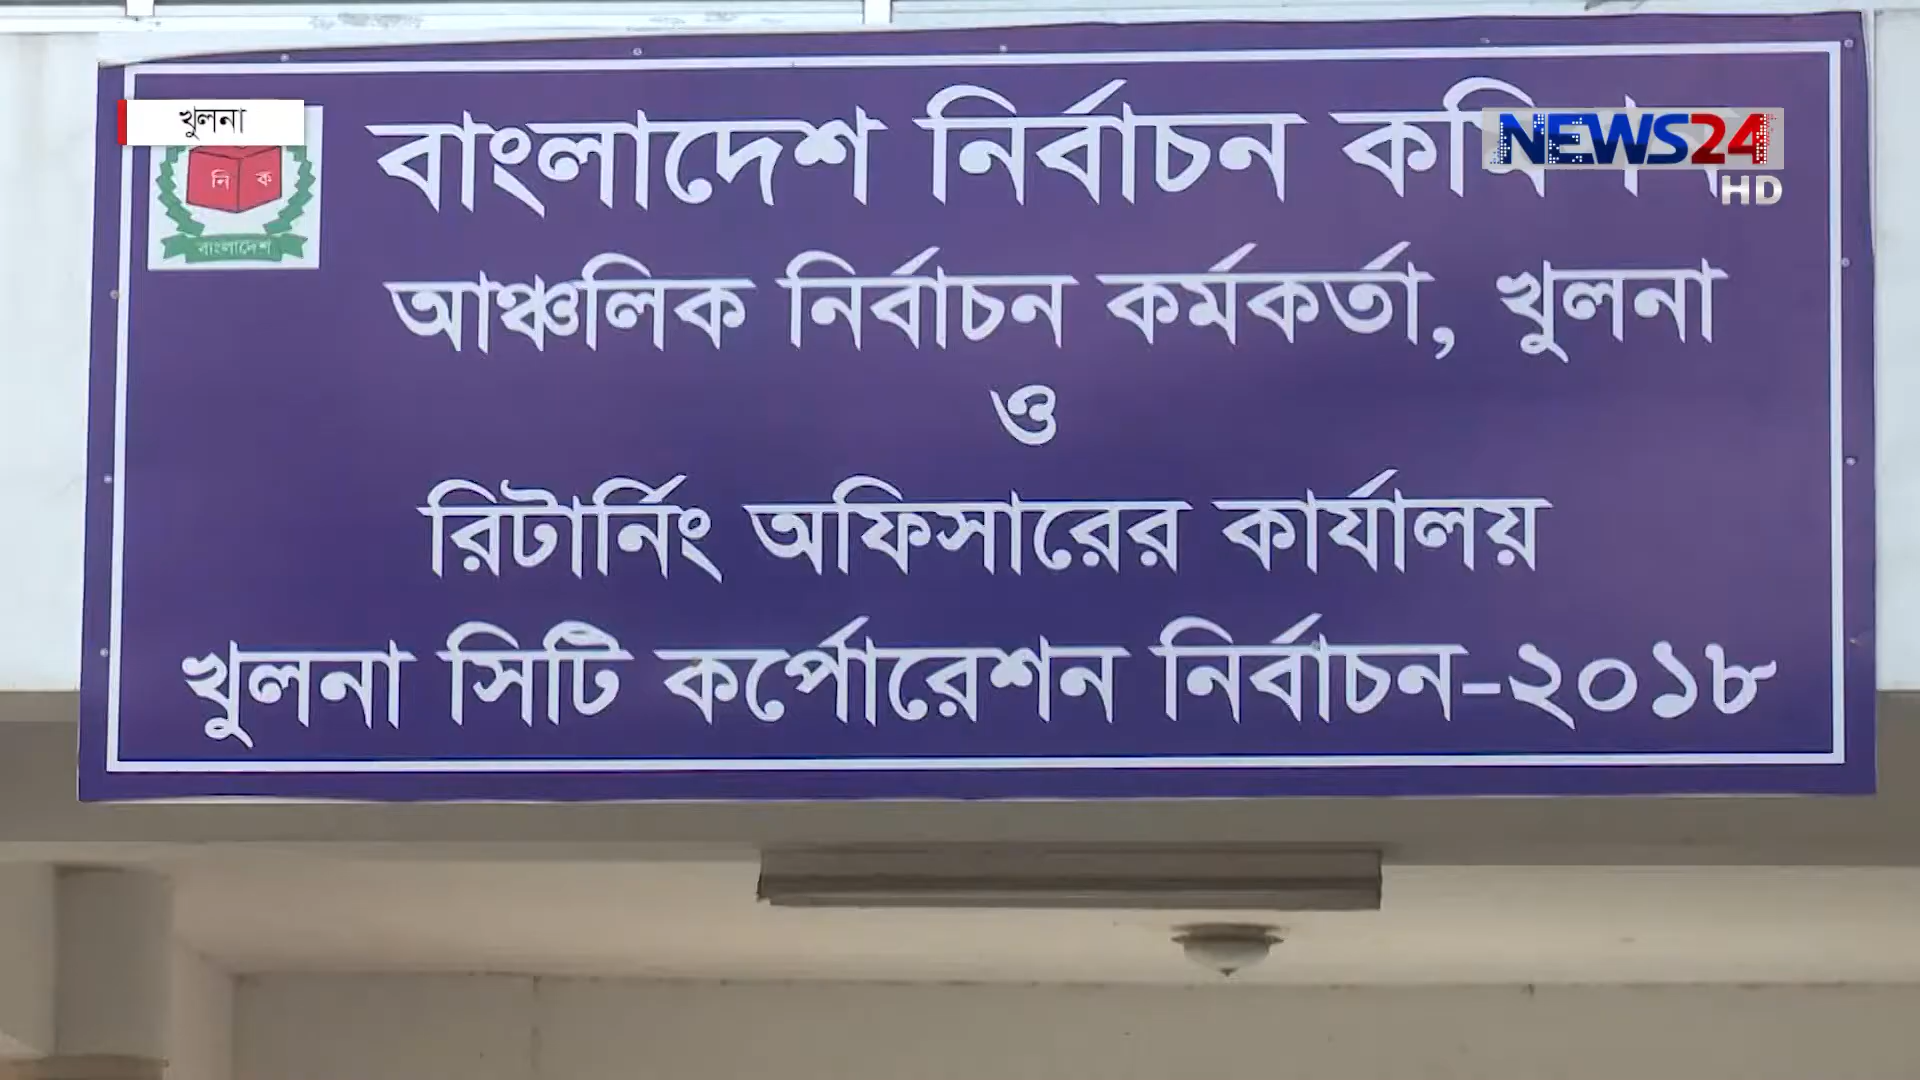 খুলনা
NEWS24
HD
নি ক
বাংলাদেশ
বাংলাদেশ নির্বাচন
আঞ্চলিক নির্বাচন কর্মকর্তা, খুলনা
ও
রিটার্নিং অফিসারের কার্যালয়
খুলনা সিটি কর্পোরেশন নির্বাচন-২০১৮